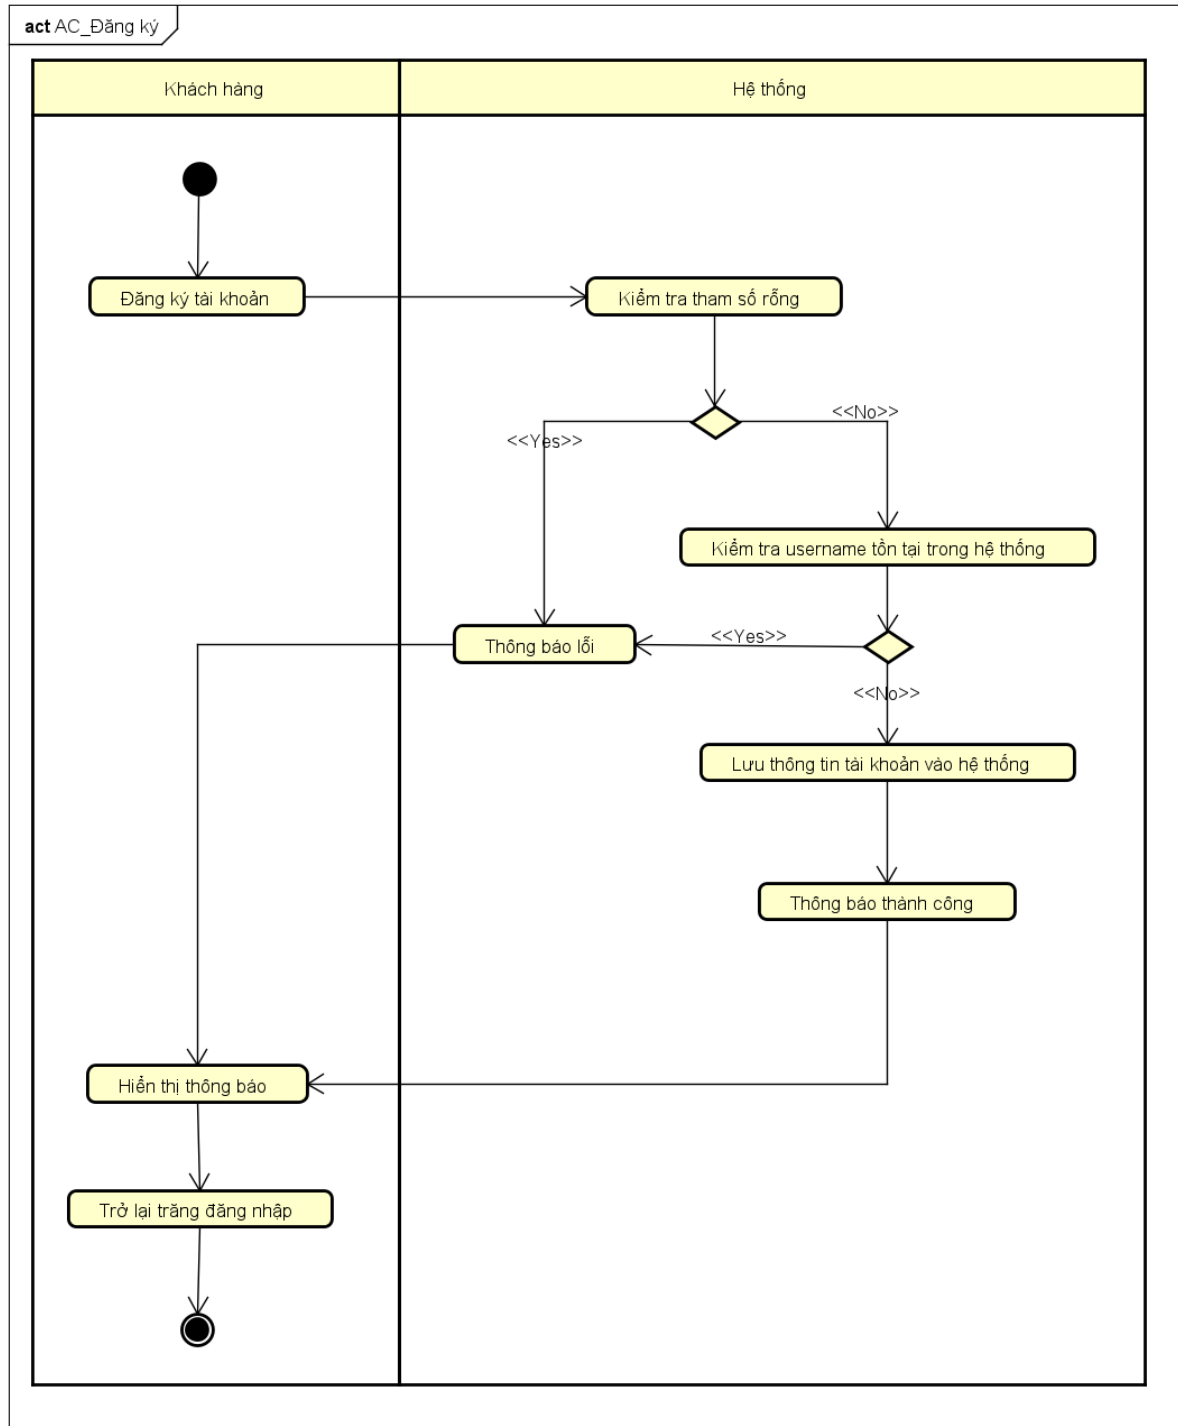 act AC_Đăng ký
Khách hàng
Hệ thống
Đăng ký tài khoản
Kiểm tra tham số rỗng
<<No>>
<<Yes>>
Kiểm tra username tồn tại trong hệ thống
<<Yes>>
Thông báo lỗi
<<No>>
Lưu thông tin tài khoản vào hệ thống
Thông báo thành công
Hiển thị thông báo
Trở lại trăng đăng nhập